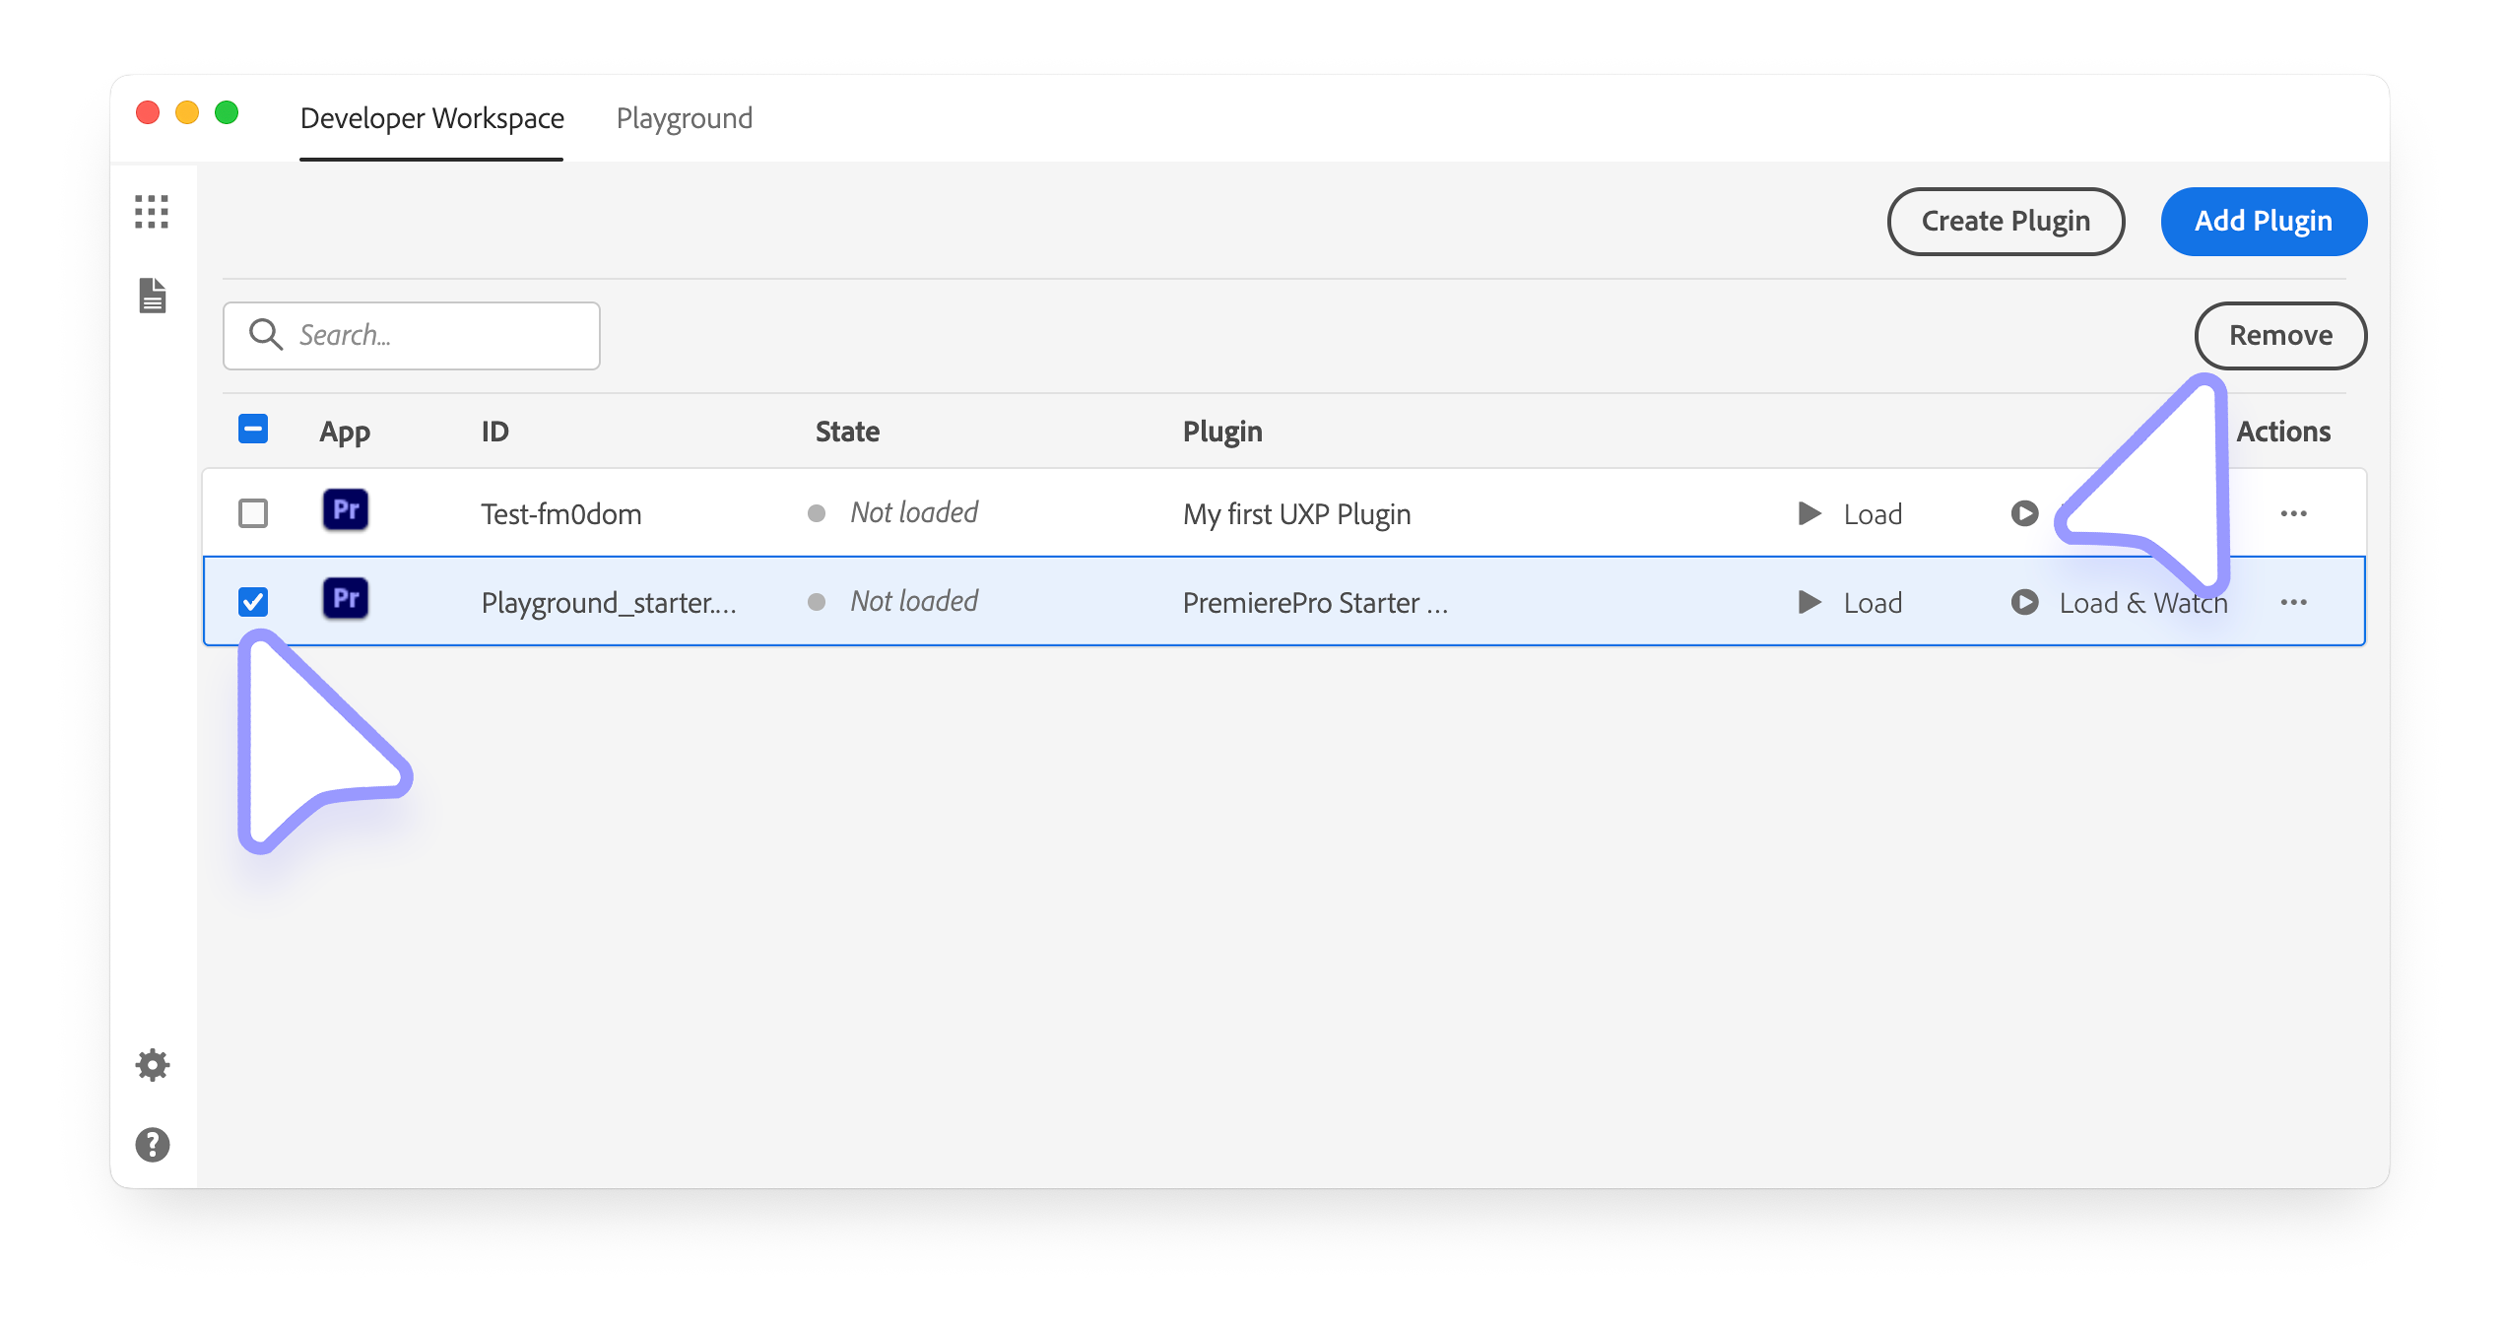 Developer Workspace Playground
Create Plugin Add Plugin
Search... Remove
App ID State Plugin Actions
Pr Test-fm0dom Not loaded My first UXP Plugin Load
Pr Playground_starter.... Not loaded PremierePro Starter ... Load Load & Watch